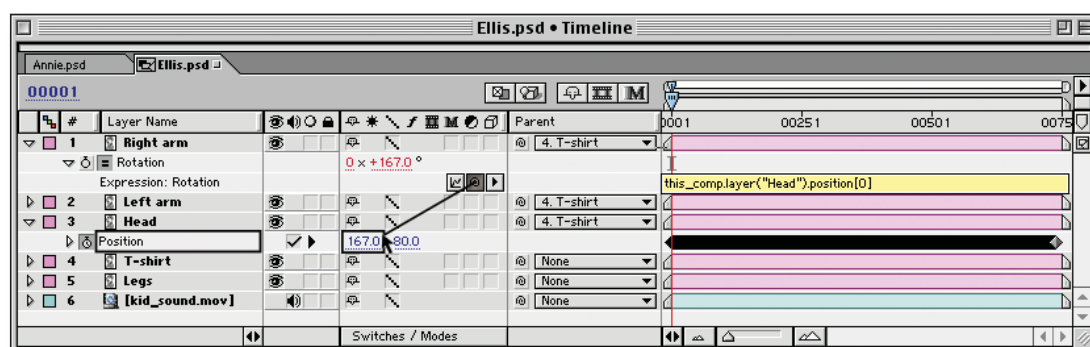 Ellis.psd • Timeline
Annie.psd Ellis.psd
00001 M
# Layer Name M Parent 0001 00251 00501 0075
1 Right arm 4. T-shirt
= Rotation 0 × +167.0 °
Expression: Rotation this_comp.layer("Head").position[0]
2 Left arm 4. T-shirt
3 Head 4. T-shirt
Position 167.0 80.0
4 T-shirt None
5 Legs None
6 [kid_sound.mov] None
Switches / Modes